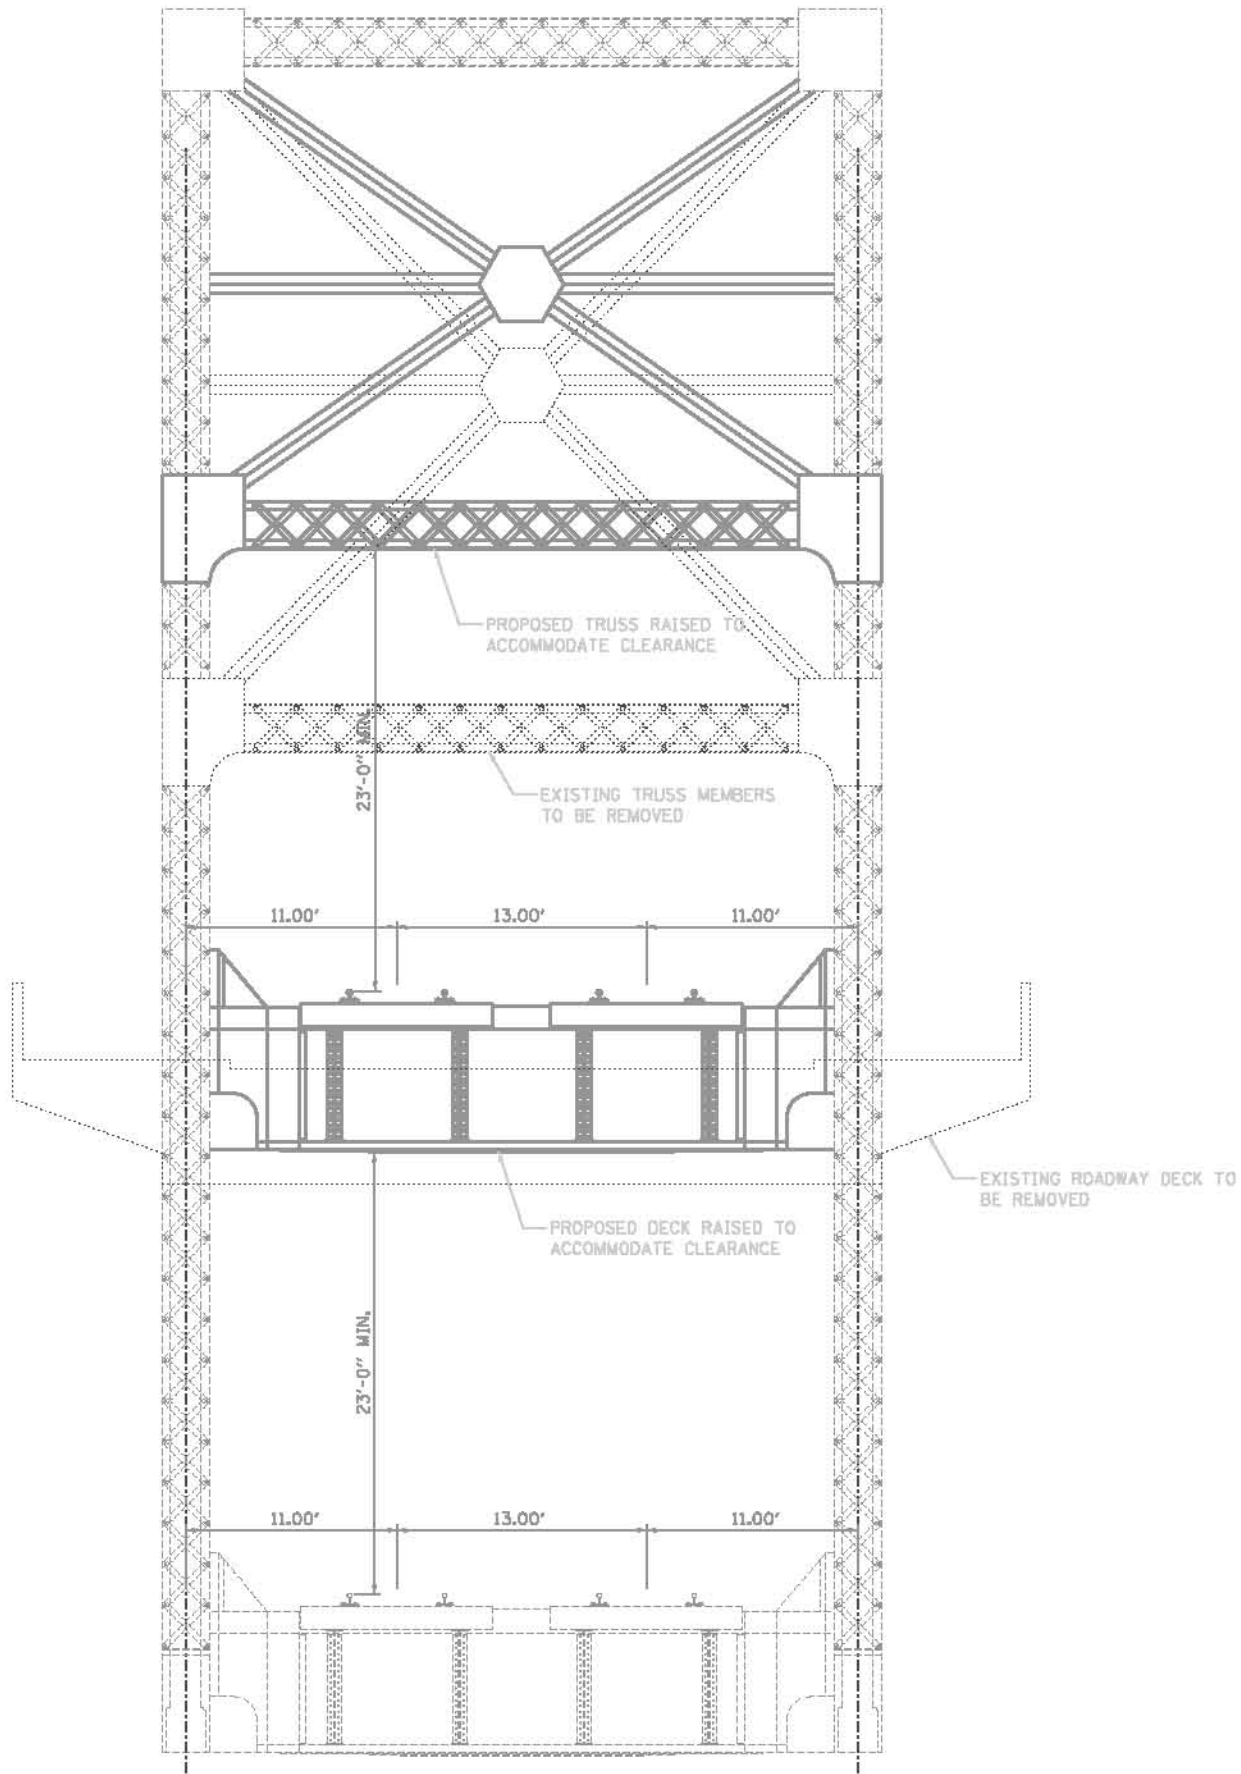 PROPOSED TRUSS RAISED TO
ACCOMMODATE CLEARANCE
23'-0" MIN.
EXISTING TRUSS MEMBERS
TO BE REMOVED
11.00' 13.00' 11.00'
EXISTING ROADWAY DECK TO
BE REMOVED
PROPOSED DECK RAISED TO
ACCOMMODATE CLEARANCE
23'-0" MIN.
11.00' 13.00' 11.00'